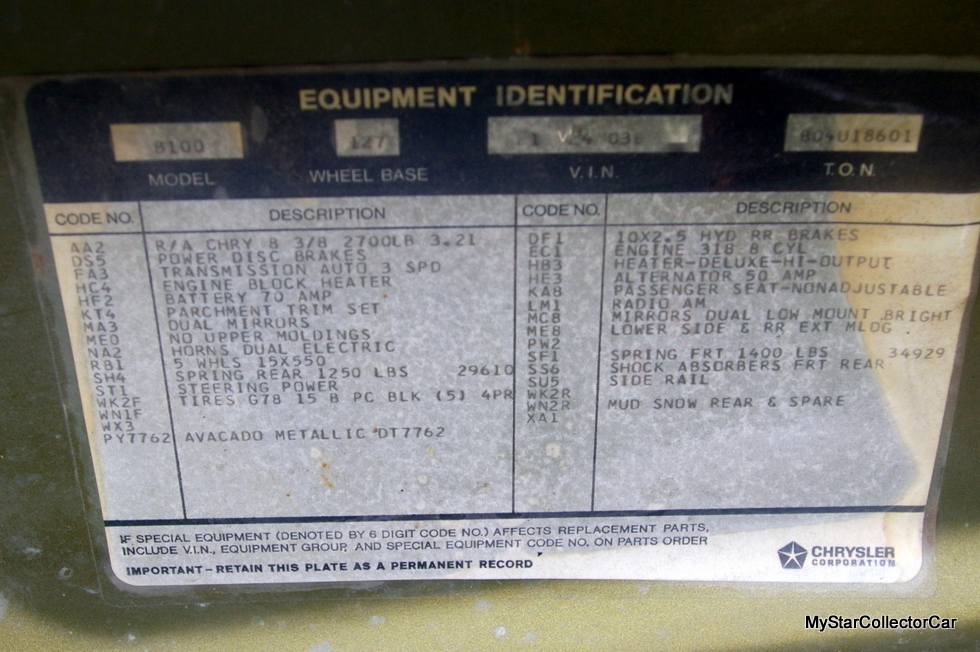 EQUIPMENT IDENTIFICATION
B100 127 804U18601
MODEL WHEEL BASE V.I.N. T.O.N.
CODE NO. DESCRIPTION
AA2 R/A CHRY 8 3/8 2700LB 3.21
DS5 POWER DISC BRAKES
FA3 TRANSMISSION AUTO 3 SPD
HC4 ENGINE BLOCK HEATER
HF2 BATTERY 70 AMP
KT4 PARCHMENT TRIM SET
MA3 DUAL MIRRORS
ME0 NO UPPER MOLDINGS
NA2 HORNS DUAL ELECTRIC
RB1 5 WHLS 15X550
SH4 SPRING REAR 1250 LBS 29610
ST1 STEERING POWER
WK2F TIRES G78 15 B PC BLK (5) 4PR
WN1F
WX3
PY7762 AVACADO METALLIC DT7762
CODE NO. DESCRIPTION
DF1 10X2.5 HYD RR BRAKES
EC1 ENGINE 318 8 CYL
HB3 HEATER-DELUXE-HI-OUTPUT
HE3 ALTERNATOR 50 AMP
KA8 PASSENGER SEAT-NONADJUSTABLE
LM1 RADIO AM
MC8 MIRRORS DUAL LOW MOUNT BRIGHT
ME8 LOWER SIDE & RR EXT MLDG
PW2
SF1 SPRING FRT 1400 LBS 34929
SS6 SHOCK ABSORBERS FRT REAR
SU5 SIDE RAIL
WK2R
WN2R MUD SNOW REAR & SPARE
XA1
IF SPECIAL EQUIPMENT (DENOTED BY 6 DIGIT CODE NO.) AFFECTS REPLACEMENT PARTS,
INCLUDE V.I.N., EQUIPMENT GROUP, AND SPECIAL EQUIPMENT CODE NO. ON PARTS ORDER
IMPORTANT-RETAIN THIS PLATE AS A PERMANENT RECORD
CHRYSLER
CORPORATION
MyStarCollectorCar